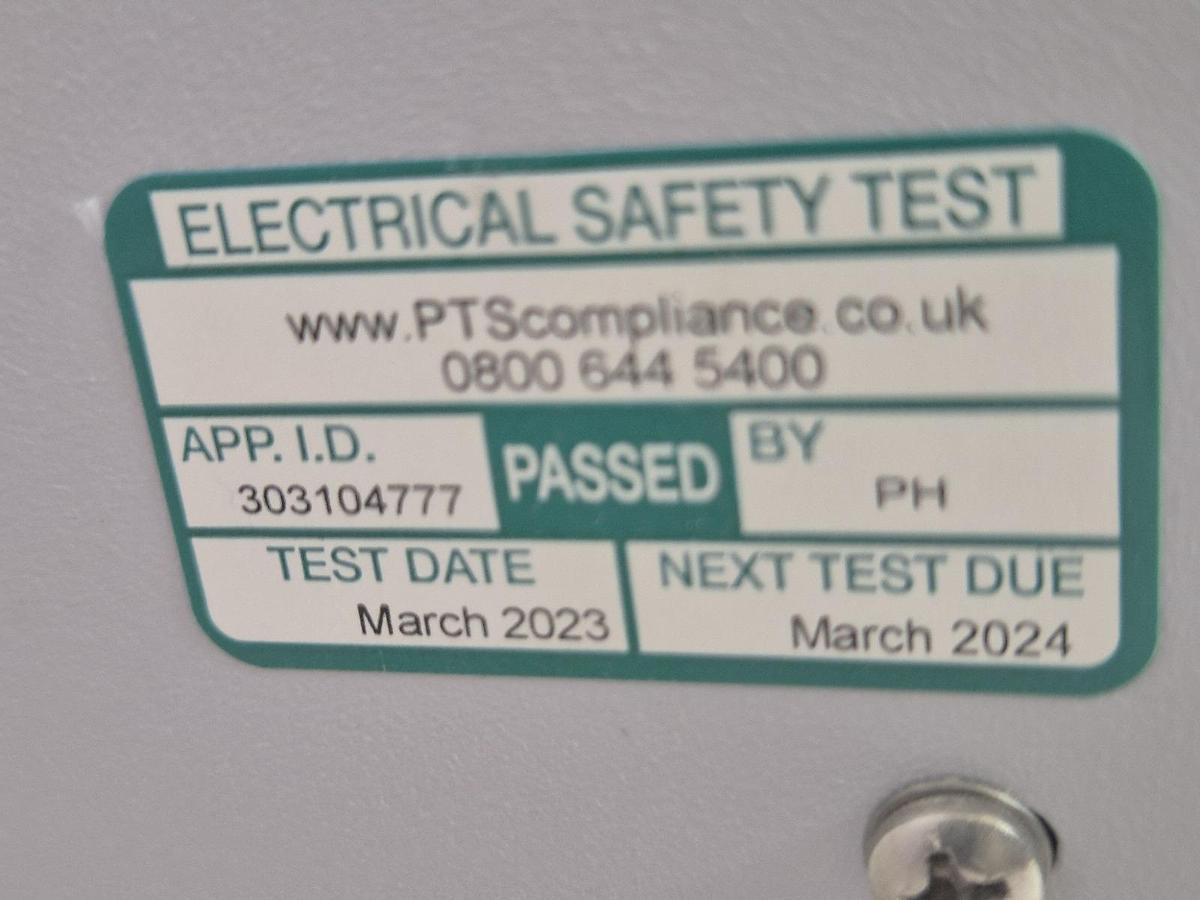 ELECTRICAL SAFETY TEST
www.PTScompliance.co.uk
0800 644 5400
APP. I.D.
303104777
PASSED
BY
PH
TEST DATE
March 2023
NEXT TEST DUE
March 2024